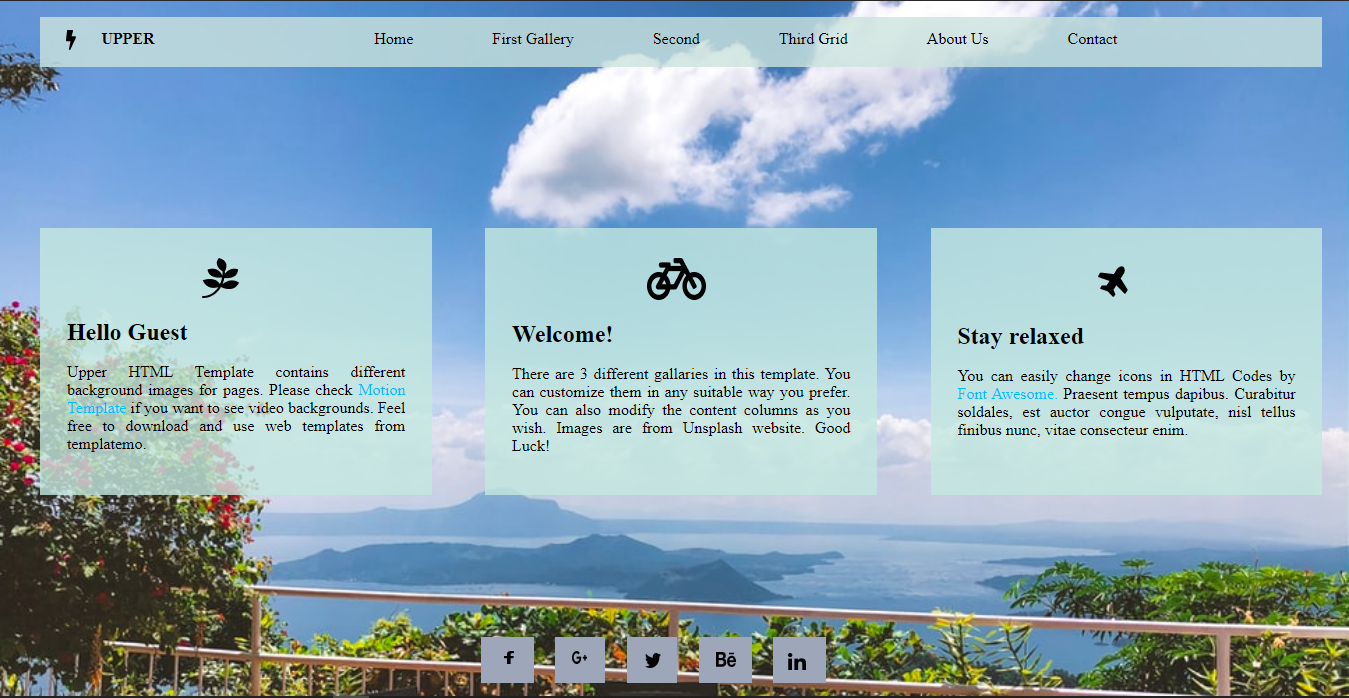 UPPER Home First Gallery Second Third Grid About Us Contact
Hello Guest
Upper HTML Template contains different
background images for pages. Please check Motion
Template if you want to see video backgrounds. Feel
free to download and use web templates from
templatemo.
Welcome!
There are 3 different gallaries in this template. You
can customize them in any suitable way you prefer.
You can also modify the content columns as you
wish. Images are from Unsplash website. Good
Luck!
Stay relaxed
You can easily change icons in HTML Codes by
Font Awesome. Praesent tempus dapibus. Curabitur
soldales, est auctor congue vulputate, nisl tellus
finibus nunc, vitae consecteur enim.
f G+ Bē in